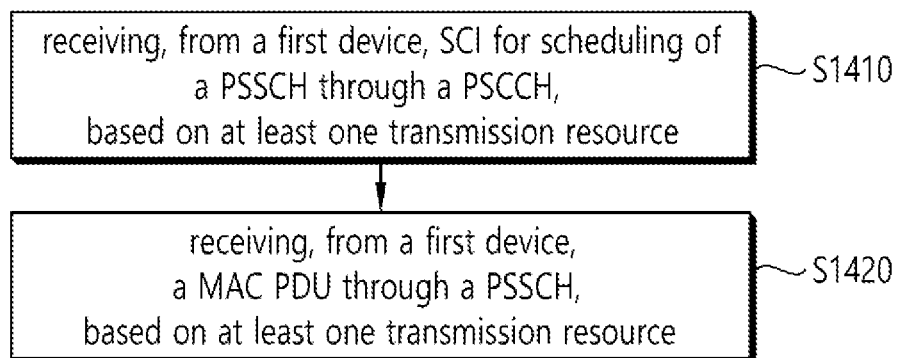 receiving, from a first device, SCI for scheduling of
a PSSCH through a PSCCH,
based on at least one transmission resource
S1410
receiving, from a first device,
a MAC PDU through a PSSCH,
based on at least one transmission resource
S1420